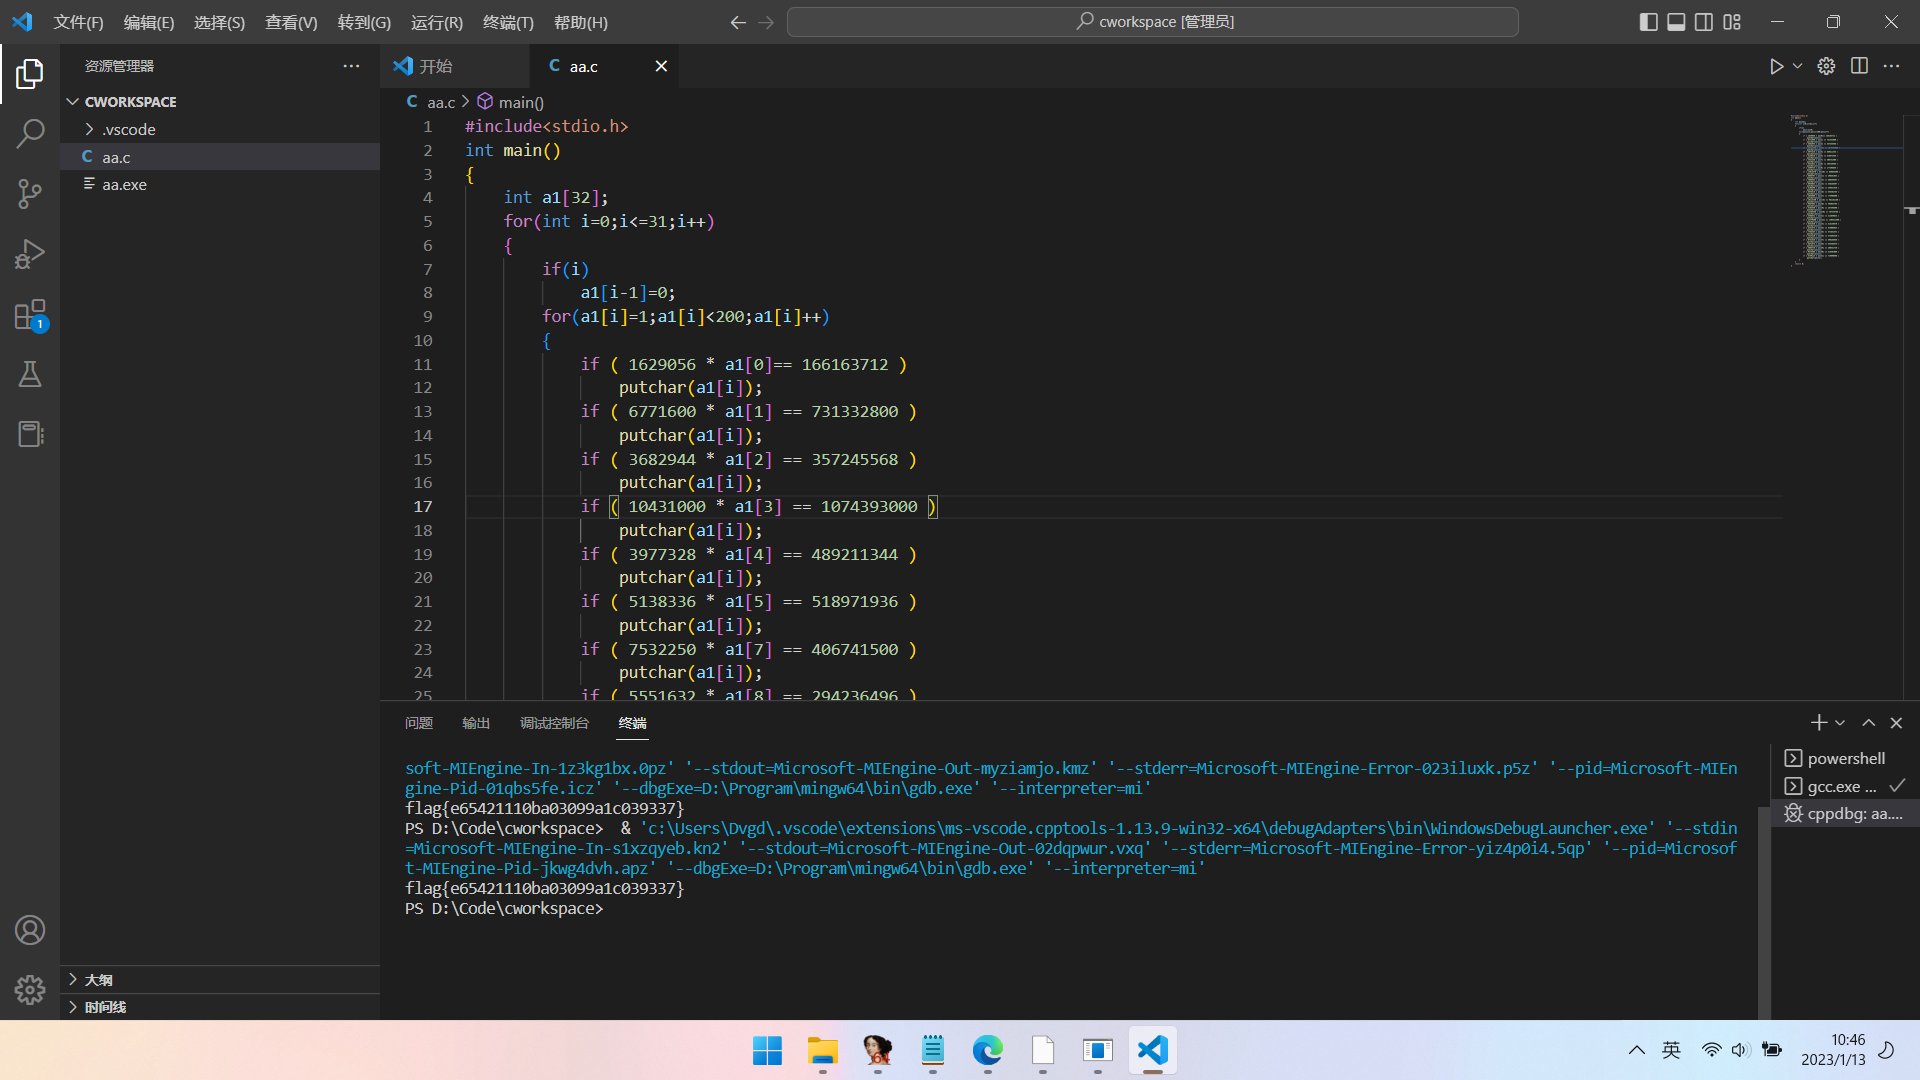 文件(F) 编辑(E) 选择(S) 查看(V) 转到(G) 运行(R) 终端(T) 帮助(H) cworkspace [管理员]
资源管理器
CWORKSPACE
.vscode
C aa.c
aa.exe
大纲
时间线
1
开始 C aa.c
C aa.c > main()
1 #include<stdio.h>
2 int main()
3 {
4 int a1[32];
5 for(int i=0;i<=31;i++)
6 {
7 if(i)
8 a1[i-1]=0;
9 for(a1[i]=1;a1[i]<200;a1[i]++)
10 {
11 if ( 1629056 * a1[0]== 166163712 )
12 putchar(a1[i]);
13 if ( 6771600 * a1[1] == 731332800 )
14 putchar(a1[i]);
15 if ( 3682944 * a1[2] == 357245568 )
16 putchar(a1[i]);
17 if ( 10431000 * a1[3] == 1074393000 )
18 putchar(a1[i]);
19 if ( 3977328 * a1[4] == 489211344 )
20 putchar(a1[i]);
21 if ( 5138336 * a1[5] == 518971936 )
22 putchar(a1[i]);
23 if ( 7532250 * a1[7] == 406741500 )
24 putchar(a1[i]);
25 if ( 5551632 * a1[8] == 294236496 )
问题 输出 调试控制台 终端
soft-MIEngine-In-1z3kg1bx.0pz' '--stdout=Microsoft-MIEngine-Out-myziamjo.kmz' '--stderr=Microsoft-MIEngine-Error-023iluxk.p5z' '--pid=Microsoft-MIEn
gine-Pid-01qbs5fe.icz' '--dbgExe=D:\Program\mingw64\bin\gdb.exe' '--interpreter=mi'
flag{e65421110ba03099a1c039337}
PS D:\Code\cworkspace>  & 'c:\Users\Dvgd\.vscode\extensions\ms-vscode.cpptools-1.13.9-win32-x64\debugAdapters\bin\WindowsDebugLauncher.exe' '--stdin
=Microsoft-MIEngine-In-s1xzqyeb.kn2' '--stdout=Microsoft-MIEngine-Out-02dqpwur.vxq' '--stderr=Microsoft-MIEngine-Error-yiz4p0i4.5qp' '--pid=Microsof
t-MIEngine-Pid-jkwg4dvh.apz' '--dbgExe=D:\Program\mingw64\bin\gdb.exe' '--interpreter=mi'
flag{e65421110ba03099a1c039337}
PS D:\Code\cworkspace>
powershell
gcc.exe ...
cppdbg: aa....
64
英
10:46
2023/1/13